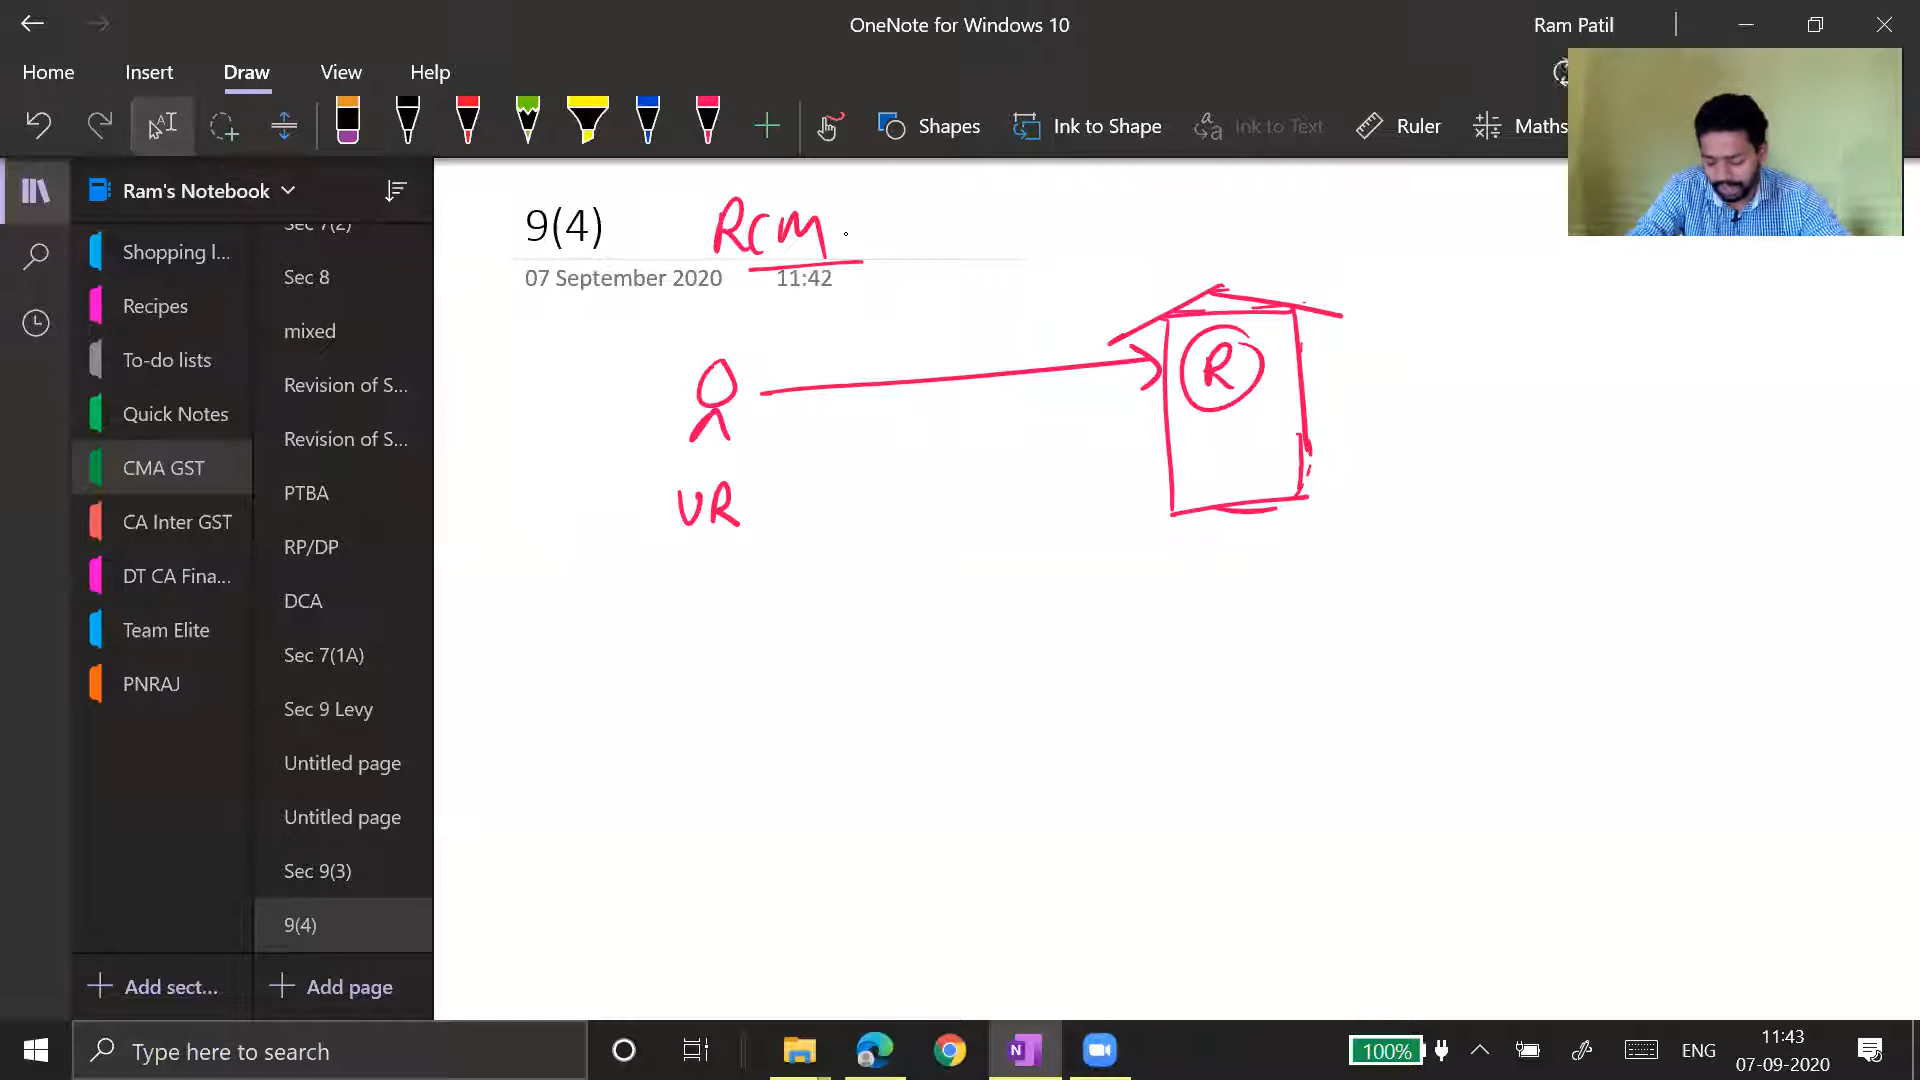 OneNote for Windows 10
Ram Patil
Home
Insert
Draw
View
Help
Shapes
Ink to Shape
Ink to Text
Ruler
Maths
Ram's Notebook
Shopping l...
Recipes
To-do lists
Quick Notes
CMA GST
CA Inter GST
DT CA Fina...
Team Elite
PNRAJ
Add sect...
Sec 7(2)
Sec 8
mixed
Revision of S...
Revision of S...
PTBA
RP/DP
DCA
Sec 7(1A)
Sec 9 Levy
Untitled page
Untitled page
Sec 9(3)
9(4)
Add page
9(4)
RCM
07 September 2020
11:42
R
UR
Type here to search
100%
ENG
11:43
07-09-2020